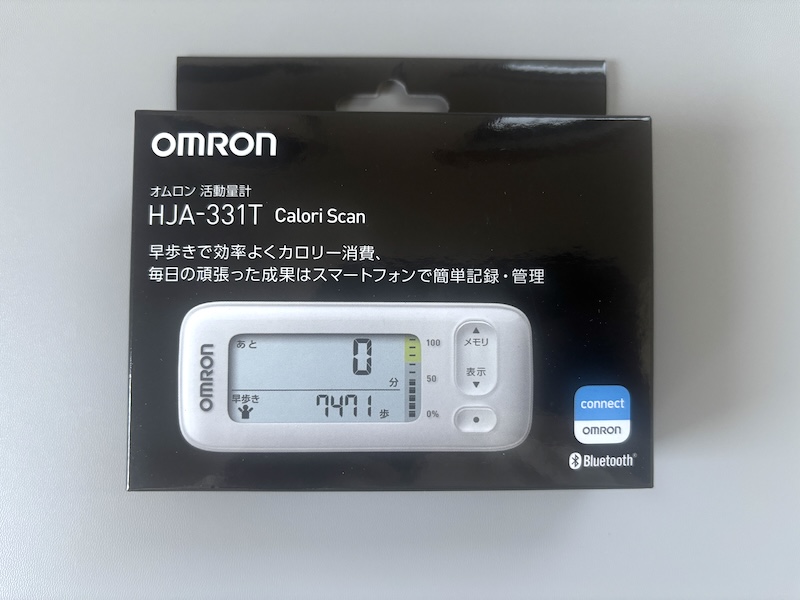 OMRON
オムロン 活動量計
HJA-331T Calori Scan
早歩きで効率よくカロリー消費、
毎日の頑張った成果はスマートフォンで簡単記録・管理
OMRON
あと
0
分
早歩き
7471 歩
100
50
0%
▲
メモリ
表示
▼
connect
OMRON
Bluetooth®